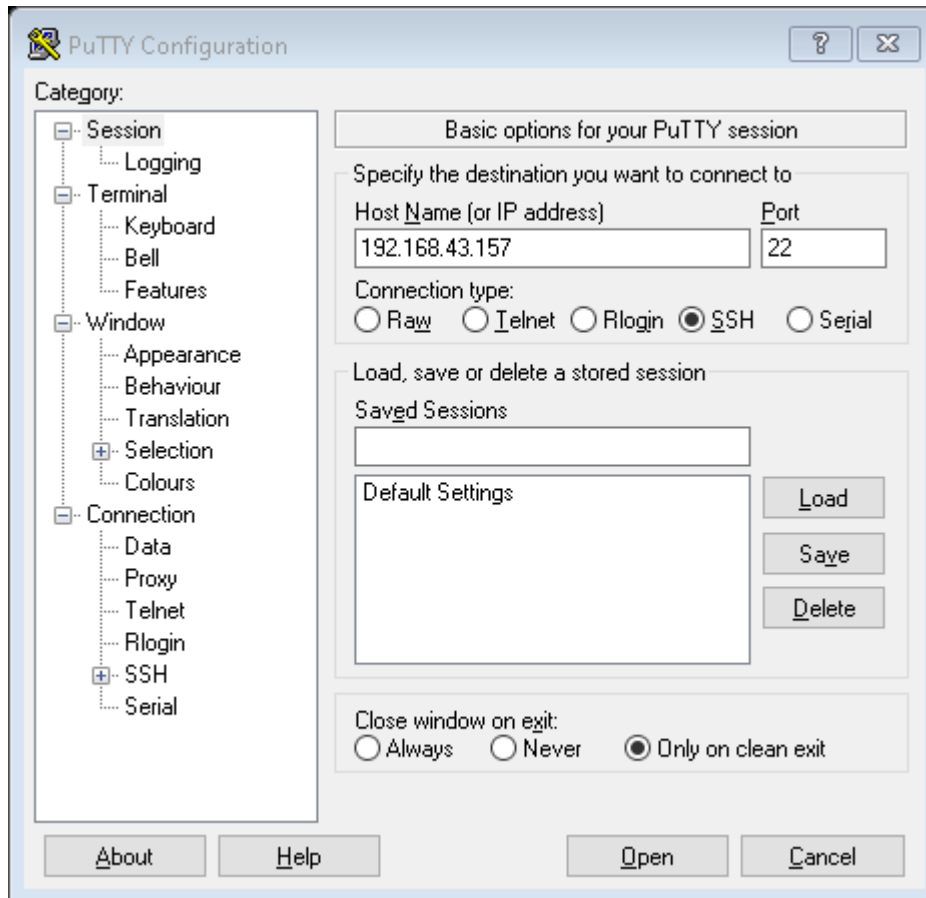 PuTTY Configuration
Category:
Session
Logging
Terminal
Keyboard
Bell
Features
Window
Appearance
Behaviour
Translation
Selection
Colours
Connection
Data
Proxy
Telnet
Rlogin
SSH
Serial
Basic options for your PuTTY session
Specify the destination you want to connect to
Host Name (or IP address) Port
192.168.43.157 22
Connection type:
Raw Telnet Rlogin SSH Serial
Load, save or delete a stored session
Saved Sessions
Default Settings
Load
Save
Delete
Close window on exit:
Always Never Only on clean exit
About Help Open Cancel